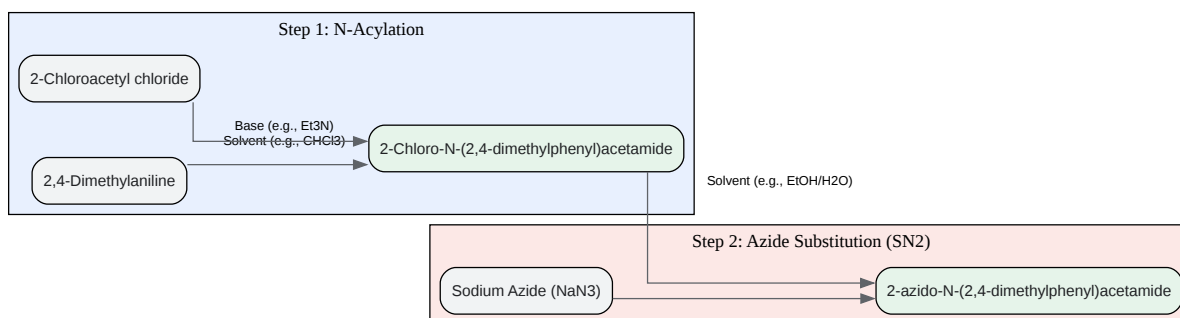 Step 1: N-Acylation
2-Chloroacetyl chloride
Base (e.g., Et3N)
Solvent (e.g., CHCl3)
2-Chloro-N-(2,4-dimethylphenyl)acetamide
2,4-Dimethylaniline
Solvent (e.g., EtOH/H2O)
Step 2: Azide Substitution (SN2)
Sodium Azide (NaN3)
2-azido-N-(2,4-dimethylphenyl)acetamide